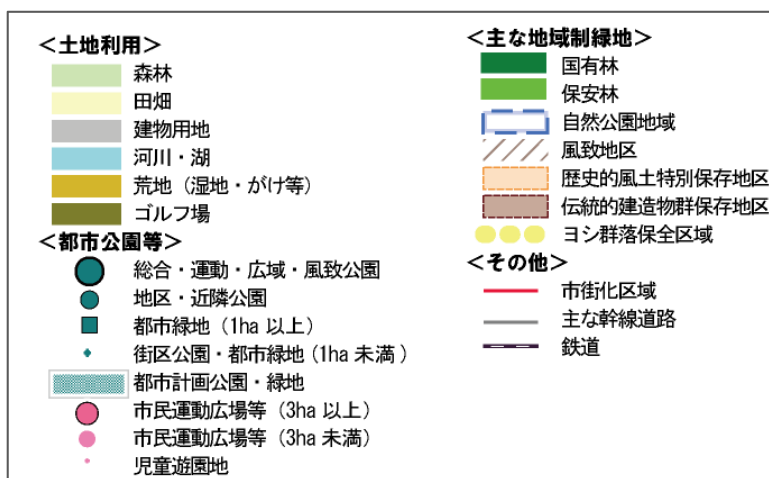 ＜土地利用＞
森林
田畑
建物用地
河川・湖
荒地（湿地・がけ等）
ゴルフ場
＜都市公園等＞
総合・運動・広域・風致公園
地区・近隣公園
都市緑地（1ha 以上）
街区公園・都市緑地（1ha 未満）
都市計画公園・緑地
市民運動広場等（3ha 以上）
市民運動広場等（3ha 未満）
児童遊園地
＜主な地域制緑地＞
国有林
保安林
自然公園地域
風致地区
歴史的風土特別保存地区
伝統的建造物群保存地区
ヨシ群落保全区域
＜その他＞
市街化区域
主な幹線道路
鉄道